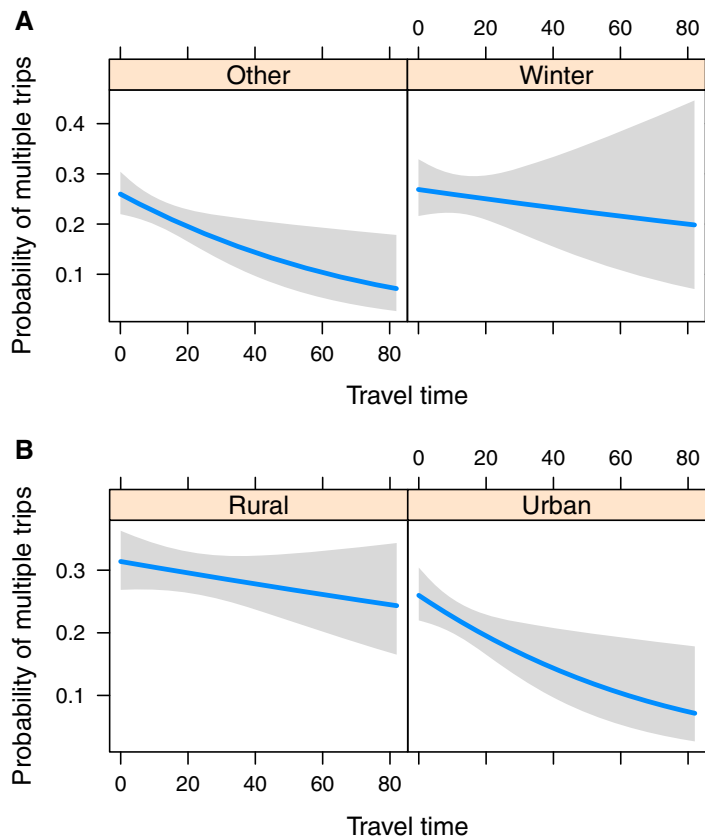 A
0 20 40 60 80
Other Winter
Probability of multiple trips
0.4
0.3
0.2
0.1
0 20 40 60 80
Travel time
B
0 20 40 60 80
Rural Urban
Probability of multiple trips
0.3
0.2
0.1
0 20 40 60 80
Travel time